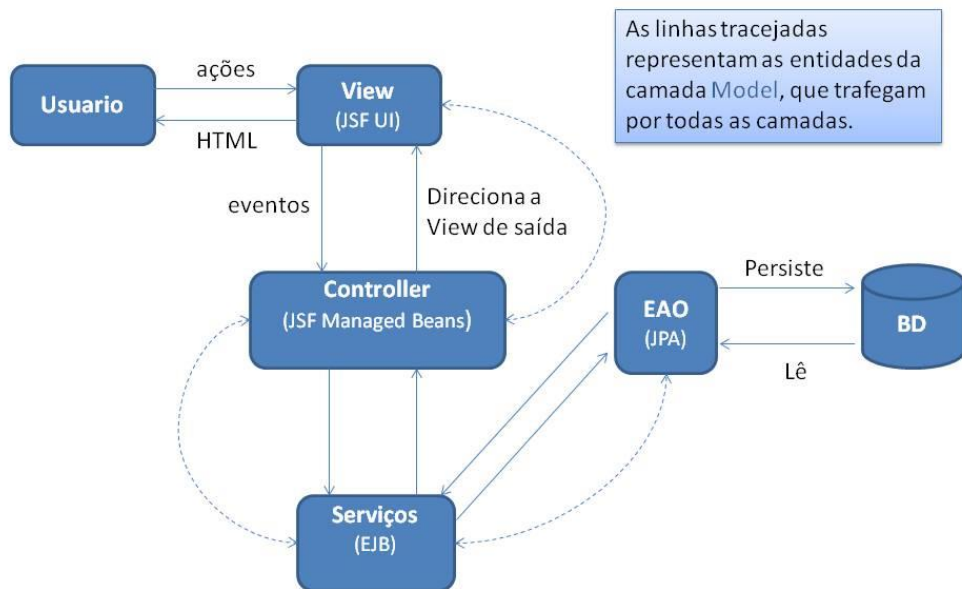 As linhas tracejadas
representam as entidades da
camada Model, que trafegam
por todas as camadas.
Usuario
ações
HTML
View
(JSF UI)
eventos
Direciona a
View de saída
Controller
(JSF Managed Beans)
Serviços
(EJB)
EAO
(JPA)
Persiste
Lê
BD